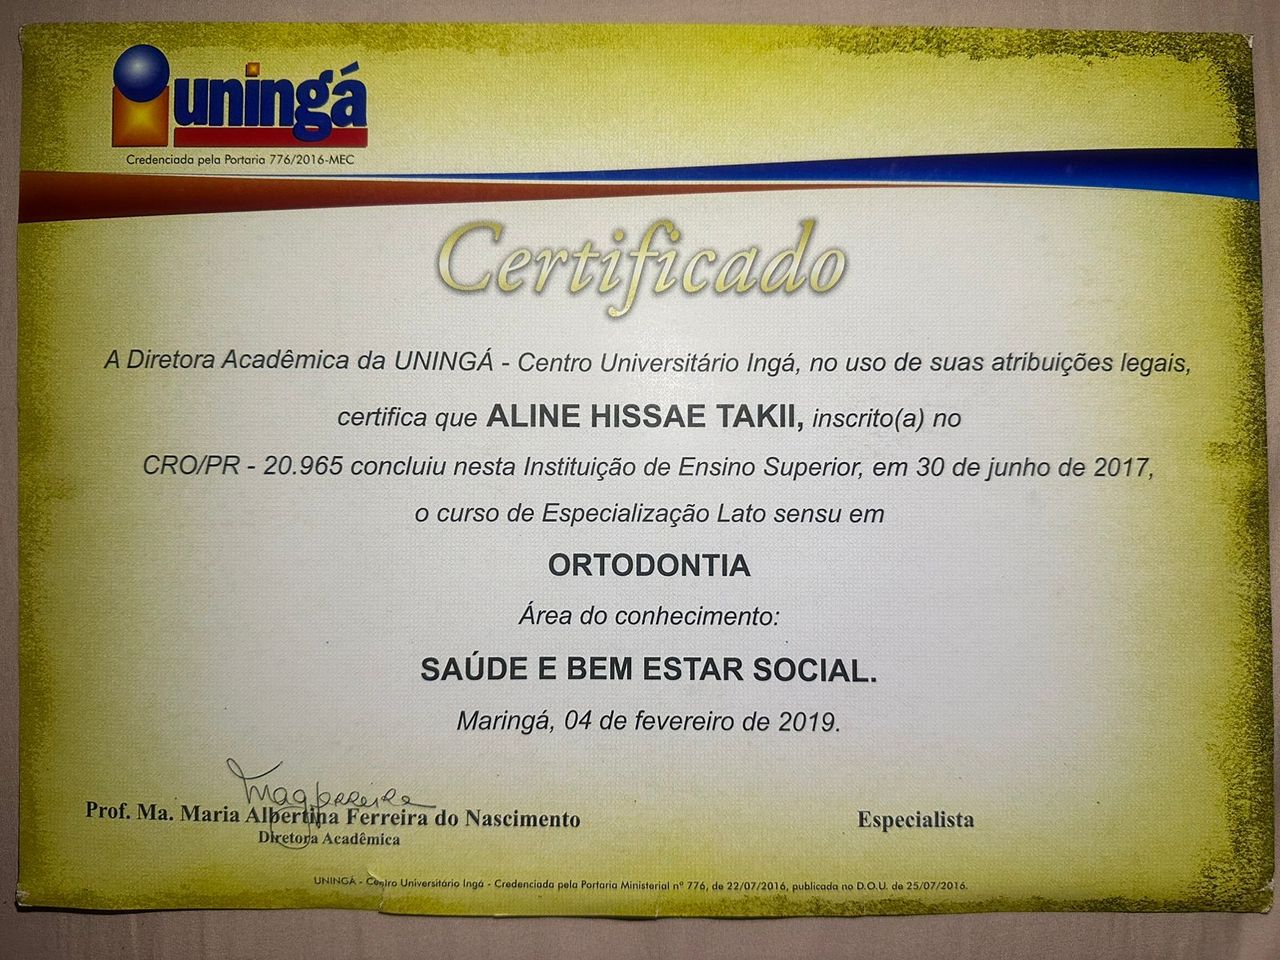 uningá
Credenciada pela Portaria 776/2016-MEC
Certificado
A Diretora Acadêmica da UNINGÁ - Centro Universitário Ingá, no uso de suas atribuições legais,
certifica que ALINE HISSAE TAKII, inscrito(a) no
CRO/PR - 20.965 concluiu nesta Instituição de Ensino Superior, em 30 de junho de 2017,
o curso de Especialização Lato sensu em
ORTODONTIA
Área do conhecimento:
SAÚDE E BEM ESTAR SOCIAL.
Maringá, 04 de fevereiro de 2019.
Prof. Ma. Maria Albertina Ferreira do Nascimento
Diretora Acadêmica
Especialista
UNINGÁ - Centro Universitário Ingá - Credenciada pela Portaria Ministerial nº 776, de 22/07/2016, publicada no D.O.U. de 25/07/2016.